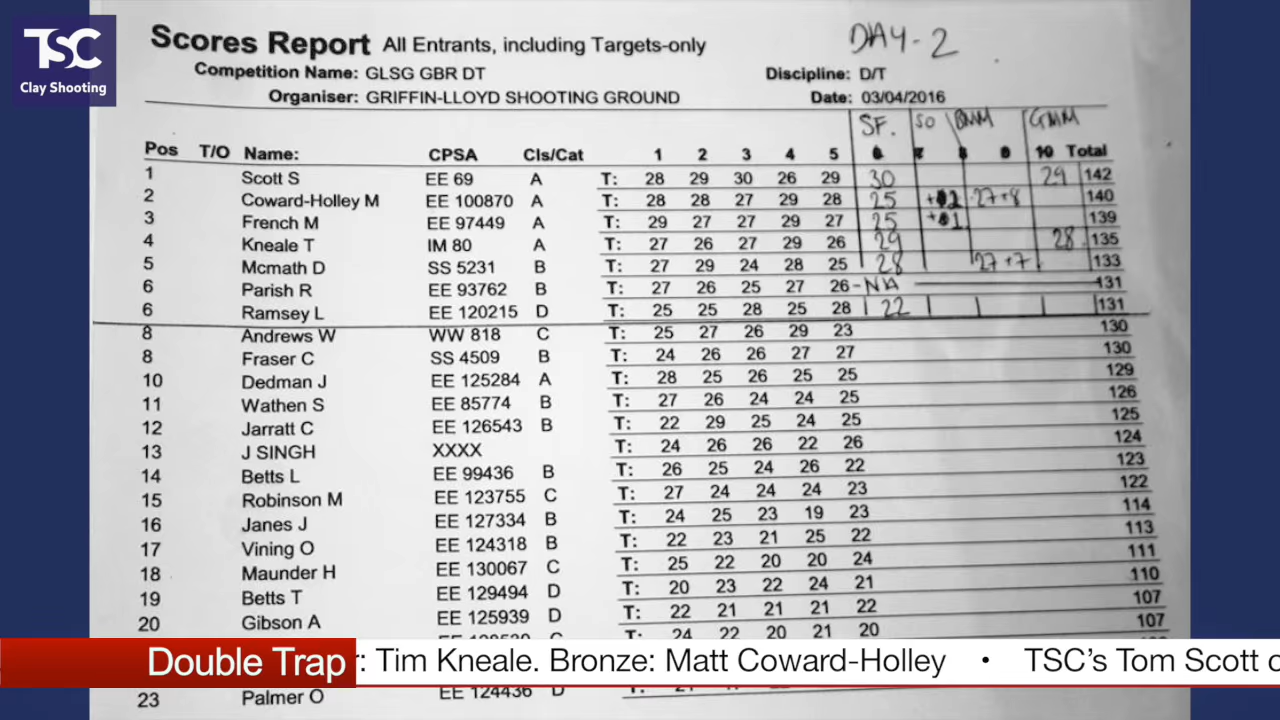 TSC
Clay Shooting
DAY-2
Scores Report All Entrants, including Targets-only
Competition Name: GLSG GBR DT Discipline: D/T
Organiser: GRIFFIN-LLOYD SHOOTING GROUND Date: 03/04/2016
SF. SO BMM GMM
Pos T/O Name: CPSA Cls/Cat 1 2 3 4 5 10 Total
1 Scott S EE 69 A T: 28 29 30 26 29 30 29 142
2 Coward-Holley M EE 100870 A T: 28 28 27 29 28 25 27+8 140
3 French M EE 97449 A T: 29 27 27 29 27 25 139
4 Kneale T IM 80 A T: 27 26 27 29 26 29 28 135
5 Mcmath D SS 5231 B T: 27 29 24 28 25 28 27+7 133
6 Parish R EE 93762 B T: 27 26 25 27 26 -NA 131
6 Ramsey L EE 120215 D T: 25 25 28 25 28 22 131
8 Andrews W WW 818 C T: 25 27 26 29 23 130
8 Fraser C SS 4509 B T: 24 26 26 27 27 130
10 Dedman J EE 125284 A T: 28 25 26 25 25 129
11 Wathen S EE 85774 B T: 27 26 24 24 25 126
12 Jarratt C EE 126543 B T: 22 29 25 24 25 125
13 J SINGH XXXX T: 24 26 26 22 26 124
14 Betts L EE 99436 B T: 26 25 24 26 22 123
15 Robinson M EE 123755 C T: 27 24 24 24 23 122
16 Janes J EE 127334 B T: 24 25 23 19 23 114
17 Vining O EE 124318 B T: 22 23 21 25 22 113
18 Maunder H EE 130067 C T: 25 22 20 20 24 111
19 Betts T EE 129494 D T: 20 23 22 24 21 110
20 Gibson A EE 125939 D T: 22 21 21 21 22 107
T: 24 22 20 21 20 107
Double Trap r: Tim Kneale. Bronze: Matt Coward-Holley • TSC's Tom Scott
23 Palmer O EE 124436 D